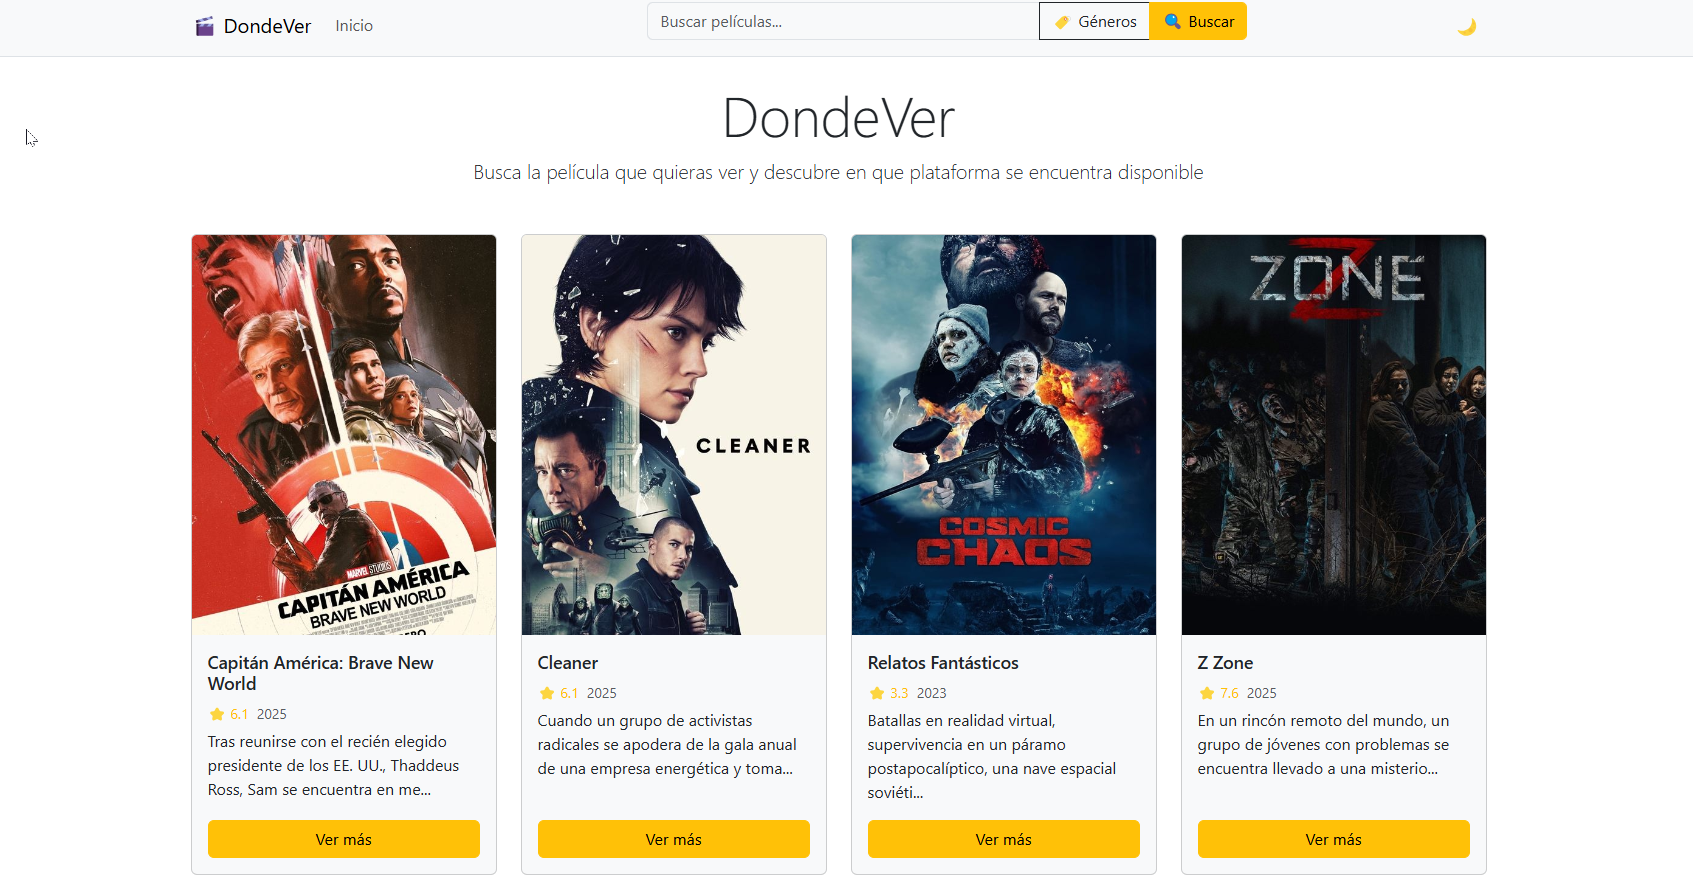 DondeVer
Inicio
Buscar películas...
Géneros
Buscar
DondeVer
Busca la película que quieras ver y descubre en que plataforma se encuentra disponible
MARVEL STUDIOS
CAPITÁN AMÉRICA
BRAVE NEW WORLD
CLEANER
COSMIC
CHAOS
Z ZONE
Capitán América: Brave New
World
6.1 2025
Tras reunirse con el recién elegido
presidente de los EE. UU., Thaddeus
Ross, Sam se encuentra en me...
Ver más
Cleaner
6.1 2025
Cuando un grupo de activistas
radicales se apodera de la gala anual
de una empresa energética y toma...
Ver más
Relatos Fantásticos
3.3 2023
Batallas en realidad virtual,
supervivencia en un páramo
postapocalíptico, una nave espacial
soviéti...
Ver más
Z Zone
7.6 2025
En un rincón remoto del mundo, un
grupo de jóvenes con problemas se
encuentra llevado a una misterio...
Ver más